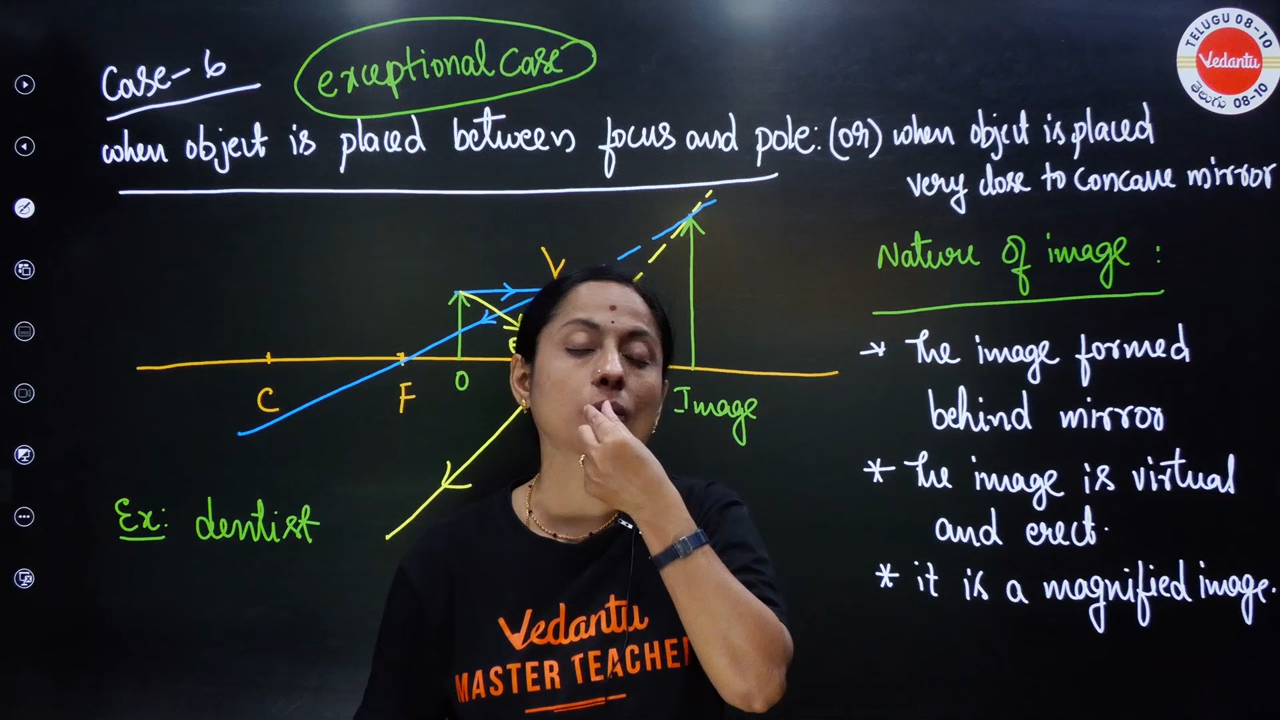 Case-6
exceptional case
when object is placed between focus and pole: (or) when object is placed
very close to concave mirror
Nature of image :
* The image formed
behind mirror
* The image is virtual
and erect.
* it is a magnified image.
V
C
F
O
Image
Ex: dentist
TELUGU 08-10
Vedantu
తెలుగు 08-10
Vedantu
MASTER TEACHER